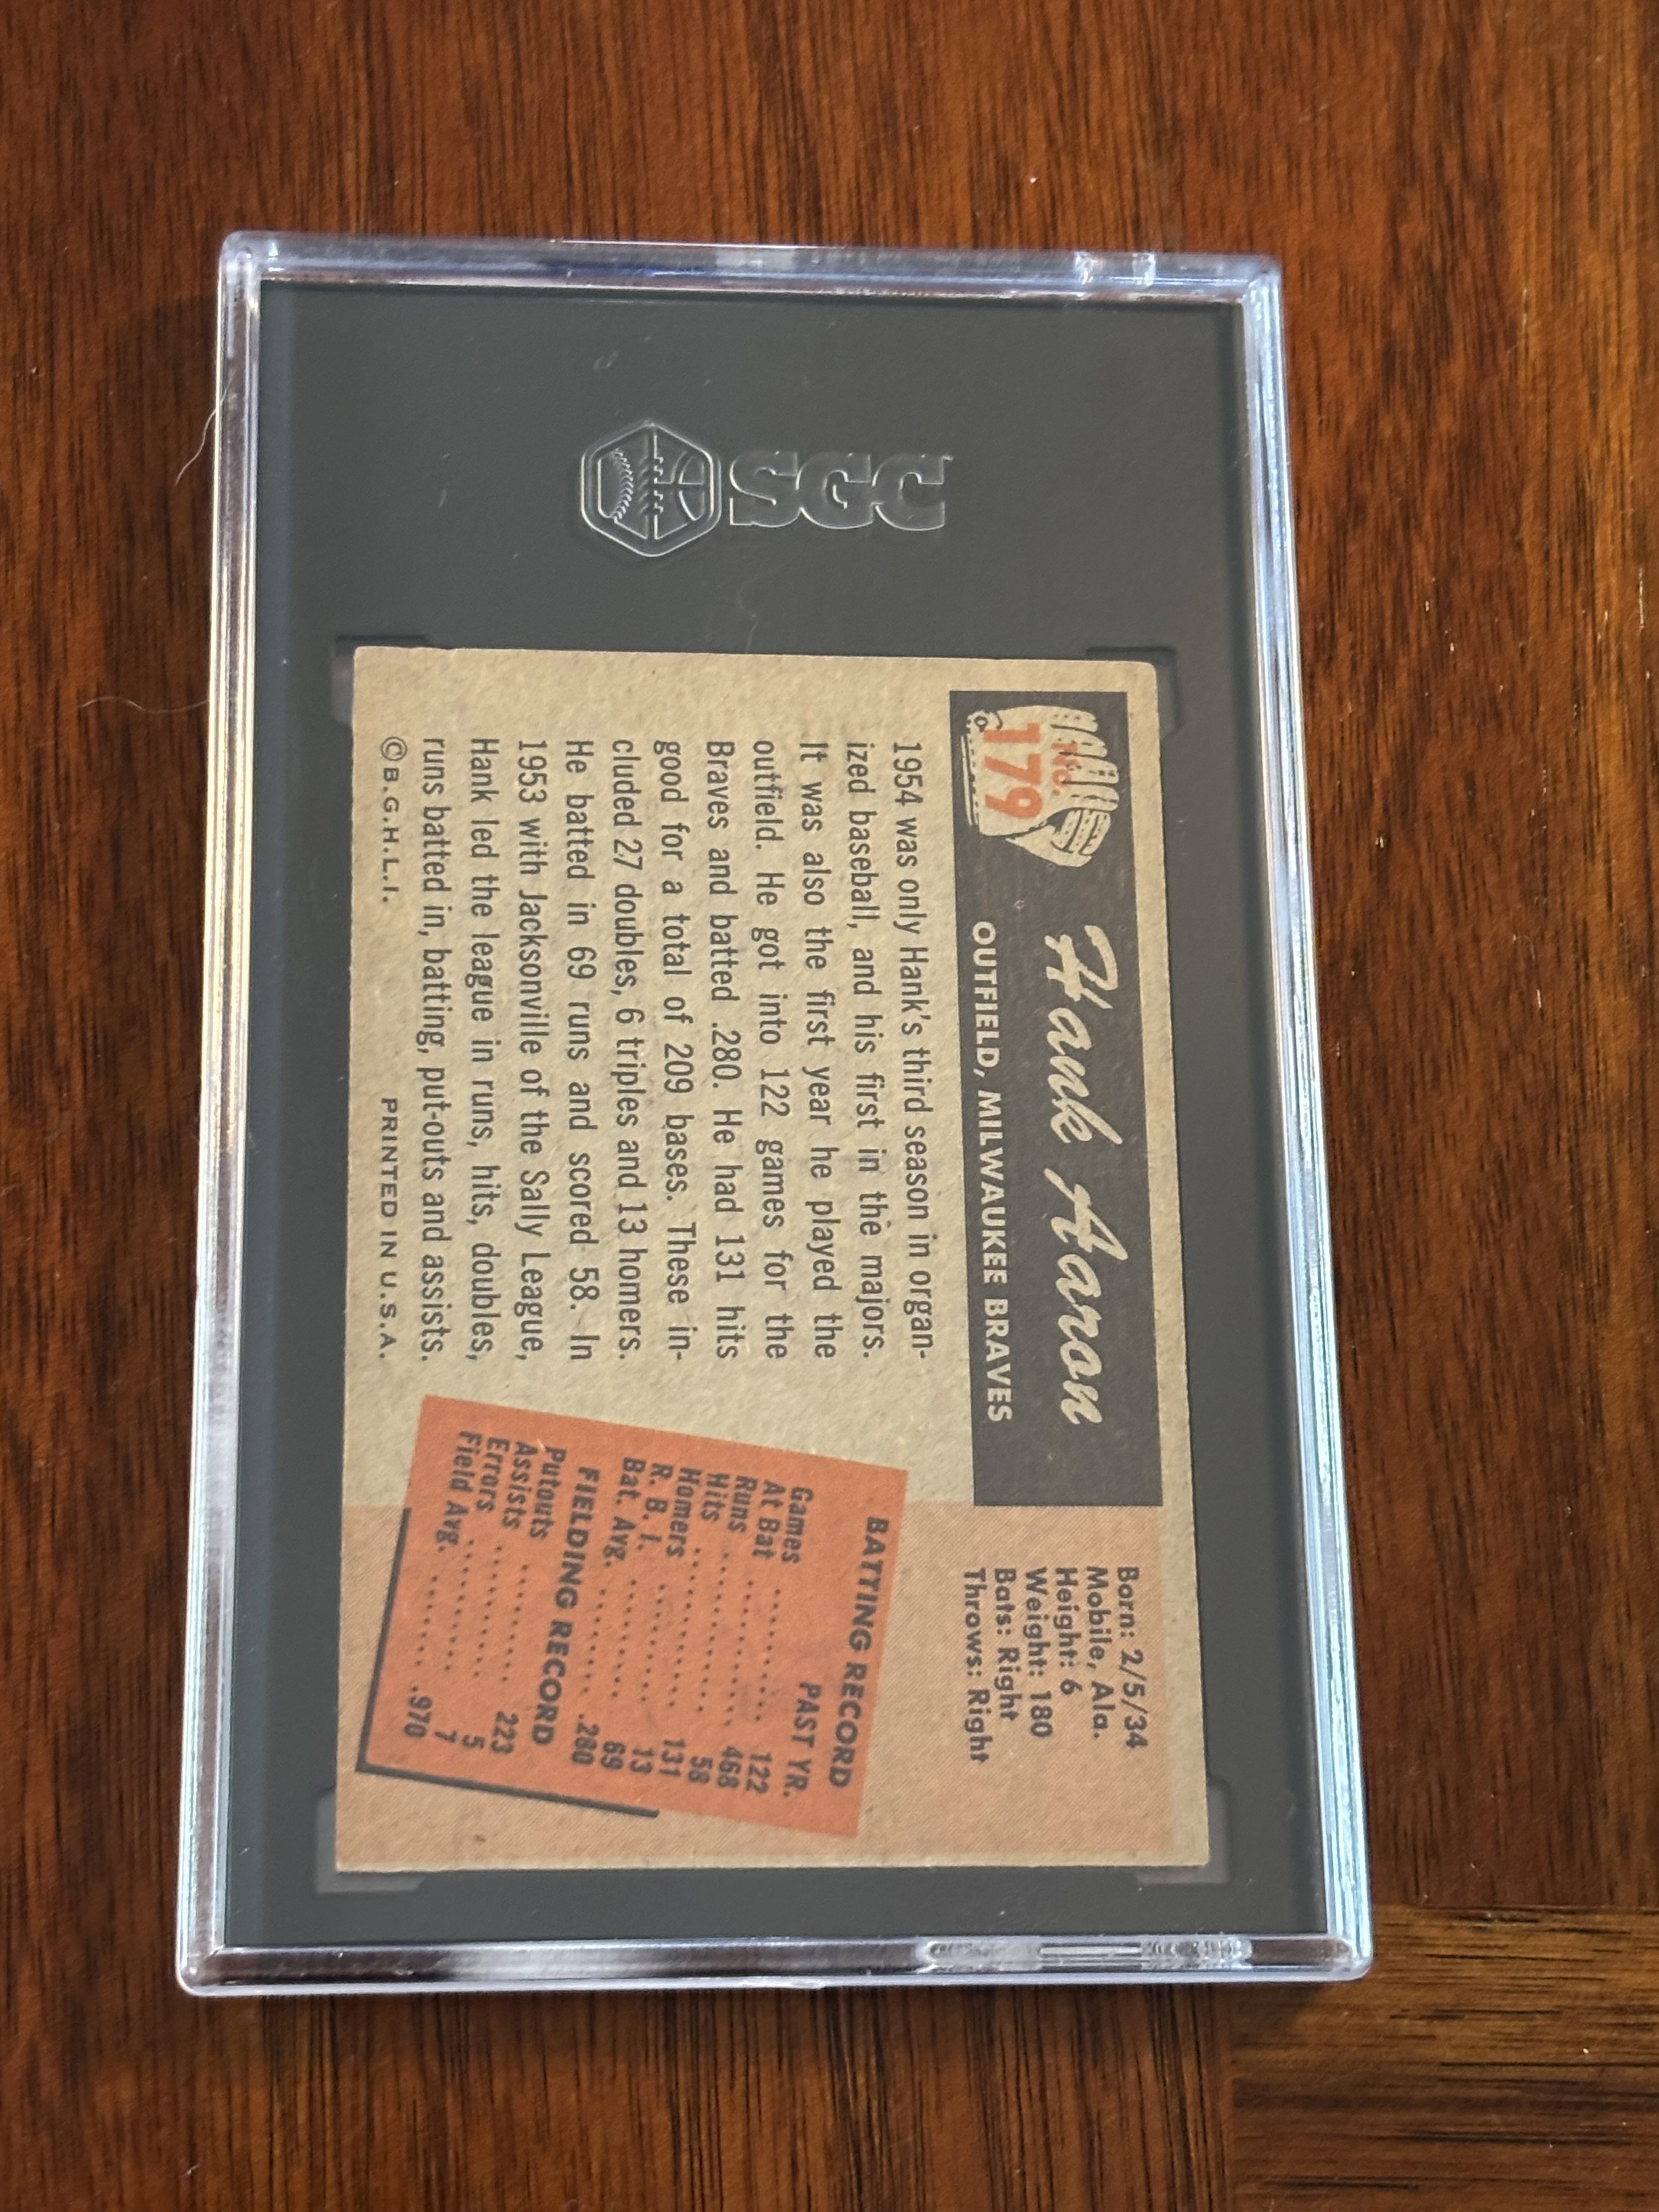 SGC
No.
179
Hank Aaron
OUTFIELD, MILWAUKEE BRAVES
Born: 2/5/34
Mobile, Ala.
Height: 6
Weight: 180
Bats: Right
Throws: Right
1954 was only Hank's third season in organ-
ized baseball, and his first in the majors.
It was also the first year he played the
outfield. He got into 122 games for the
Braves and batted .280. He had 131 hits
good for a total of 209 bases. These in-
cluded 27 doubles, 6 triples and 13 homers.
He batted in 69 runs and scored 58. In
1953 with Jacksonville of the Sally League,
Hank led the league in runs, hits, doubles,
runs batted in, batting, put-outs and assists.
©B.G.H.L.I. PRINTED IN U.S.A.
BATTING RECORD
PAST YR.
Games .......... 122
At Bat .......... 468
Runs .......... 58
Hits .......... 131
Homers .......... 13
R. B. I. .......... 69
Bat. Avg. .......... .280
FIELDING RECORD
Putouts .......... 223
Assists .......... 5
Errors .......... 7
Field Avg. .......... .970